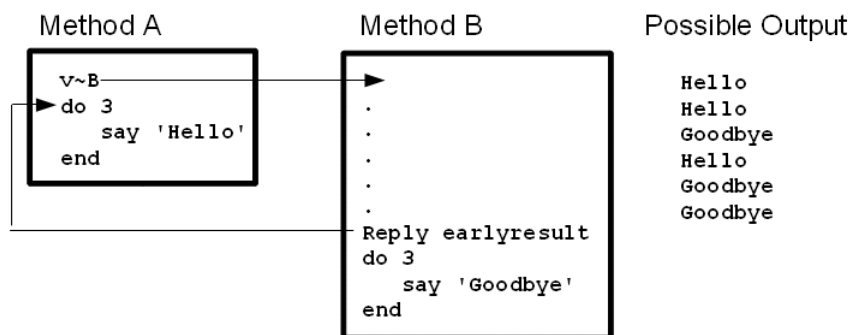 Method A
v~B
do 3
say 'Hello'
end
Method B
.
.
.
.
.
.
Reply earlyresult
do 3
say 'Goodbye'
end
Possible Output
Hello
Hello
Goodbye
Hello
Goodbye
Goodbye